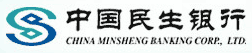 中国民生银行
CHINA MINSHENG BANKING CORP., LTD.